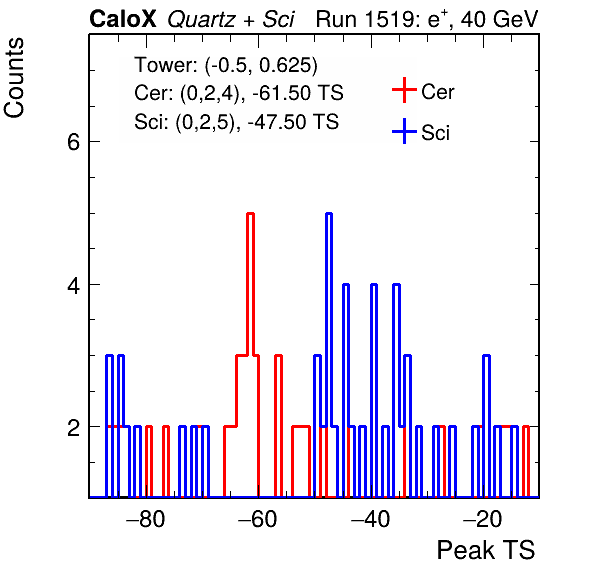 CaloX Quartz + Sci Run 1519: e+, 40 GeV
Counts
Tower: (-0.5, 0.625)
Cer: (0,2,4), -61.50 TS
Sci: (0,2,5), -47.50 TS
Cer
Sci
6
4
2
−80 −60 −40 −20
Peak TS